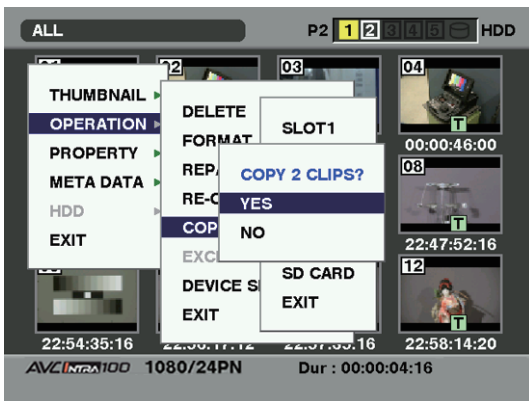 ALL P2 1 2 3 4 5 HDD
02 03 04
THUMBNAIL
OPERATION
PROPERTY
META DATA
HDD
EXIT
DELETE
FORMAT
COP
DEVICE
EXIT
SLOT1
SD CARD
EXIT
COPY 2 CLIPS?
YES
NO
T
00:00:46:00
08
T
22:47:52:16
12
T
22:54:35:16 22:58:14:20
AVC INTRA 100 1080/24PN Dur : 00:00:04:16